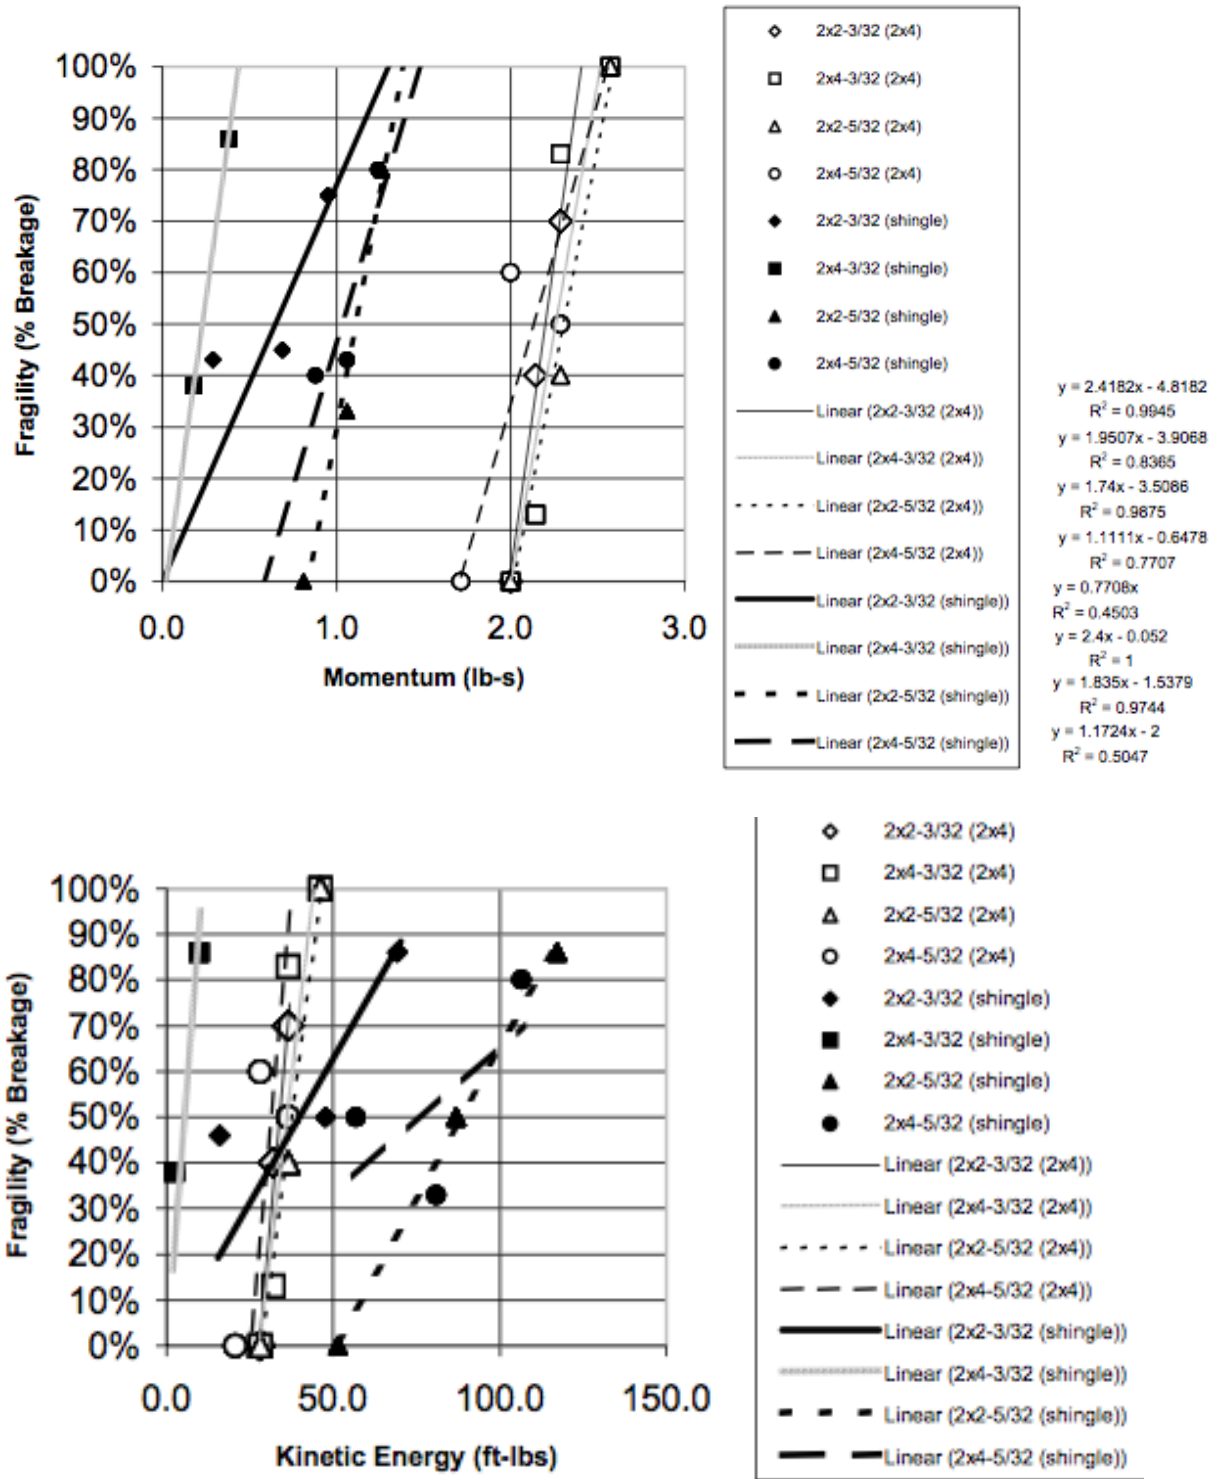 100%
90%
80%
70%
60%
50%
40%
30%
20%
10%
0%
Fragility (% Breakage)
0.0 1.0 2.0 3.0
Momentum (lb-s)
2x2-3/32 (2x4)
2x4-3/32 (2x4)
2x2-5/32 (2x4)
2x4-5/32 (2x4)
2x2-3/32 (shingle)
2x4-3/32 (shingle)
2x2-5/32 (shingle)
2x4-5/32 (shingle)
Linear (2x2-3/32 (2x4))
Linear (2x4-3/32 (2x4))
Linear (2x2-5/32 (2x4))
Linear (2x4-5/32 (2x4))
Linear (2x2-3/32 (shingle))
Linear (2x4-3/32 (shingle))
Linear (2x2-5/32 (shingle))
Linear (2x4-5/32 (shingle))
y = 2.4182x - 4.8182
R² = 0.9945
y = 1.9507x - 3.9068
R² = 0.8365
y = 1.74x - 3.5086
R² = 0.9875
y = 1.1111x - 0.6478
R² = 0.7707
y = 0.7708x
R² = 0.4503
y = 2.4x - 0.052
R² = 1
y = 1.835x - 1.5379
R² = 0.9744
y = 1.1724x - 2
R² = 0.5047
100%
90%
80%
70%
60%
50%
40%
30%
20%
10%
0%
Fragility (% Breakage)
0.0 50.0 100.0 150.0
Kinetic Energy (ft-lbs)
2x2-3/32 (2x4)
2x4-3/32 (2x4)
2x2-5/32 (2x4)
2x4-5/32 (2x4)
2x2-3/32 (shingle)
2x4-3/32 (shingle)
2x2-5/32 (shingle)
2x4-5/32 (shingle)
Linear (2x2-3/32 (2x4))
Linear (2x4-3/32 (2x4))
Linear (2x2-5/32 (2x4))
Linear (2x4-5/32 (2x4))
Linear (2x2-3/32 (shingle))
Linear (2x4-3/32 (shingle))
Linear (2x2-5/32 (shingle))
Linear (2x4-5/32 (shingle))